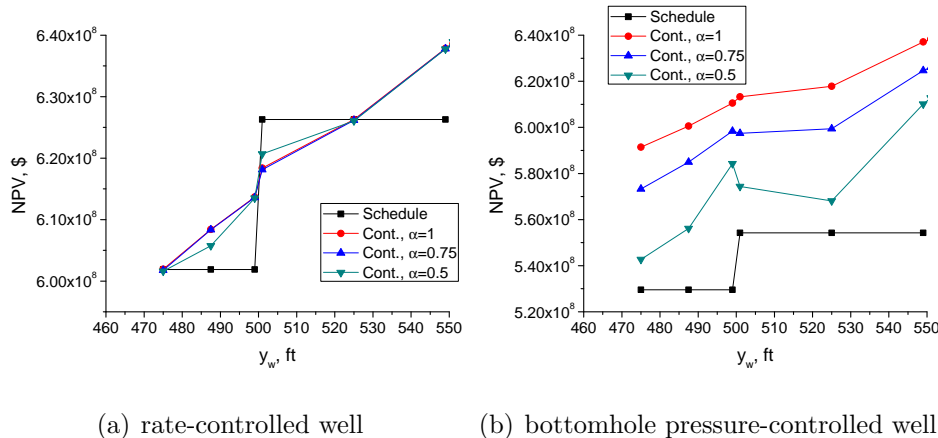 6.40x10⁸
6.30x10⁸
6.20x10⁸
6.10x10⁸
6.00x10⁸
NPV, $
460 470 480 490 500 510 520 530 540 550
y_w, ft
Schedule
Cont., α=1
Cont., α=0.75
Cont., α=0.5
(a) rate-controlled well
Schedule
Cont., α=1
Cont., α=0.75
Cont., α=0.5
6.40x10⁸
6.20x10⁸
6.00x10⁸
5.80x10⁸
5.60x10⁸
5.40x10⁸
5.20x10⁸
NPV, $
460 470 480 490 500 510 520 530 540 550
y_w, ft
(b) bottomhole pressure-controlled well